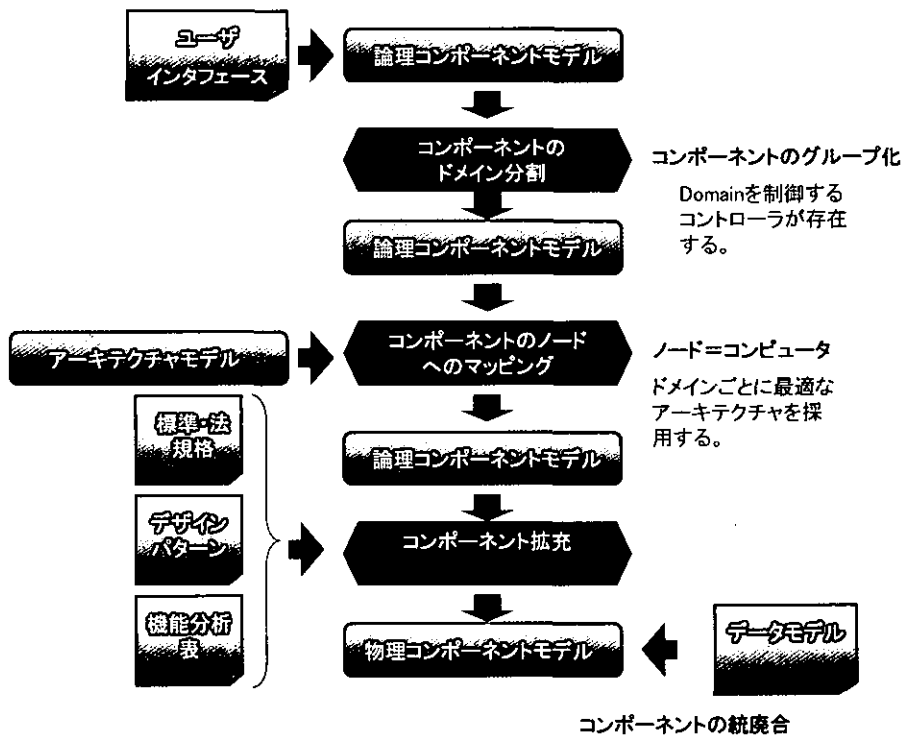 ユーザ
インタフェース
論理コンポーネントモデル
コンポーネントの
ドメイン分割
コンポーネントのグループ化
Domainを制御する
コントローラが存在
する。
論理コンポーネントモデル
アーキテクチャモデル
コンポーネントのノード
へのマッピング
ノード＝コンピュータ
ドメインごとに最適な
アーキテクチャを採
用する。
標準・法
規格
論理コンポーネントモデル
デザイン
パターン
コンポーネント拡充
機能分析
表
物理コンポーネントモデル
データモデル
コンポーネントの統廃合